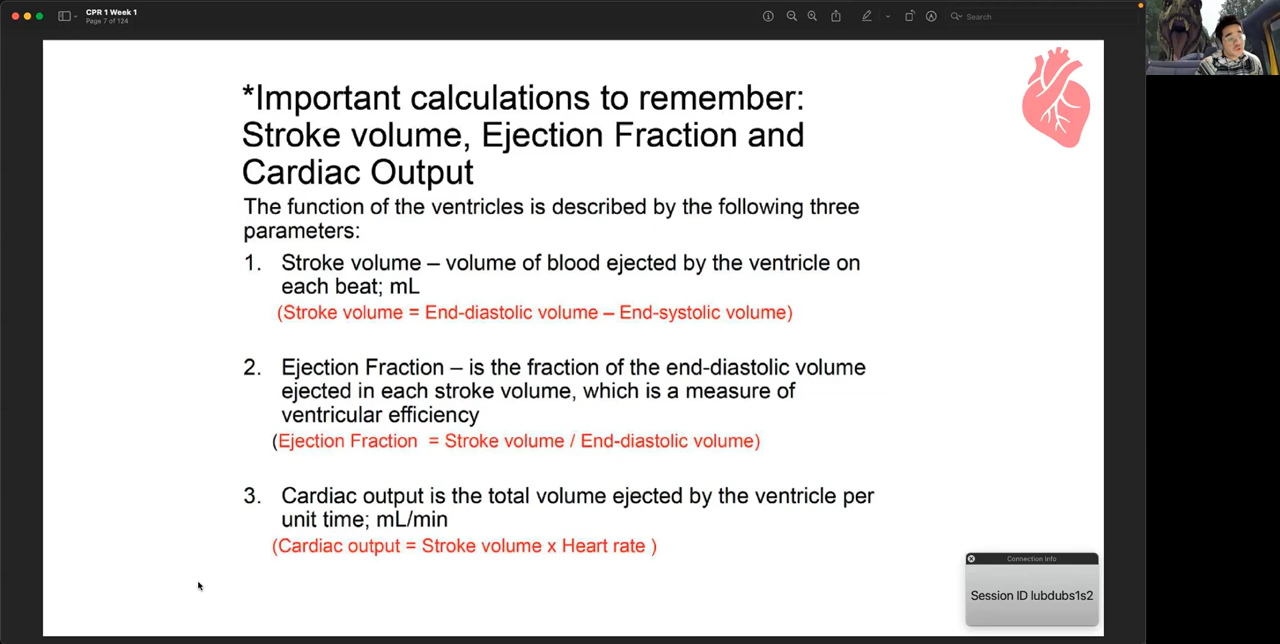 CPR 1 Week 1
Page 7 of 124
Search
*Important calculations to remember:
Stroke volume, Ejection Fraction and
Cardiac Output
The function of the ventricles is described by the following three
parameters:
1. Stroke volume – volume of blood ejected by the ventricle on
each beat; mL
(Stroke volume = End-diastolic volume – End-systolic volume)
2. Ejection Fraction – is the fraction of the end-diastolic volume
ejected in each stroke volume, which is a measure of
ventricular efficiency
(Ejection Fraction = Stroke volume / End-diastolic volume)
3. Cardiac output is the total volume ejected by the ventricle per
unit time; mL/min
(Cardiac output = Stroke volume x Heart rate )
Connection Info
Session ID lubdubs1s2